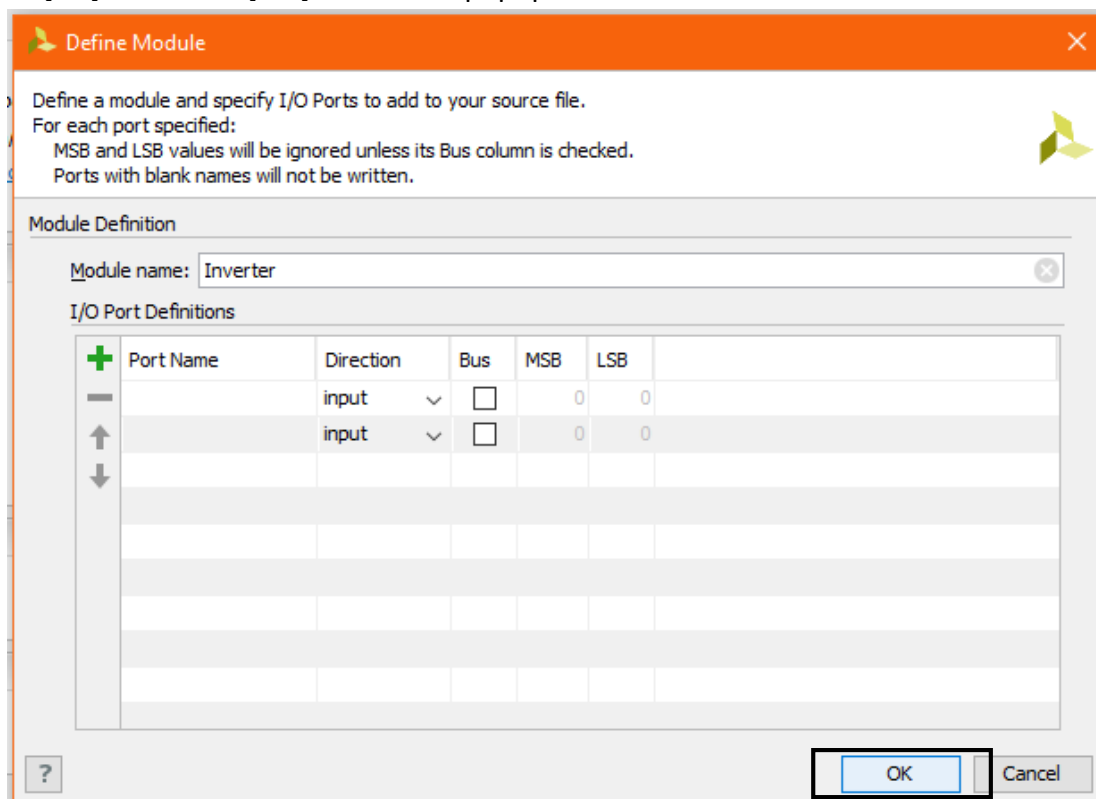 Define Module
Define a module and specify I/O Ports to add to your source file.
For each port specified:
MSB and LSB values will be ignored unless its Bus column is checked.
Ports with blank names will not be written.
Module Definition
Module name: Inverter
I/O Port Definitions
Port Name Direction Bus MSB LSB
input 0 0
input 0 0
? OK Cancel